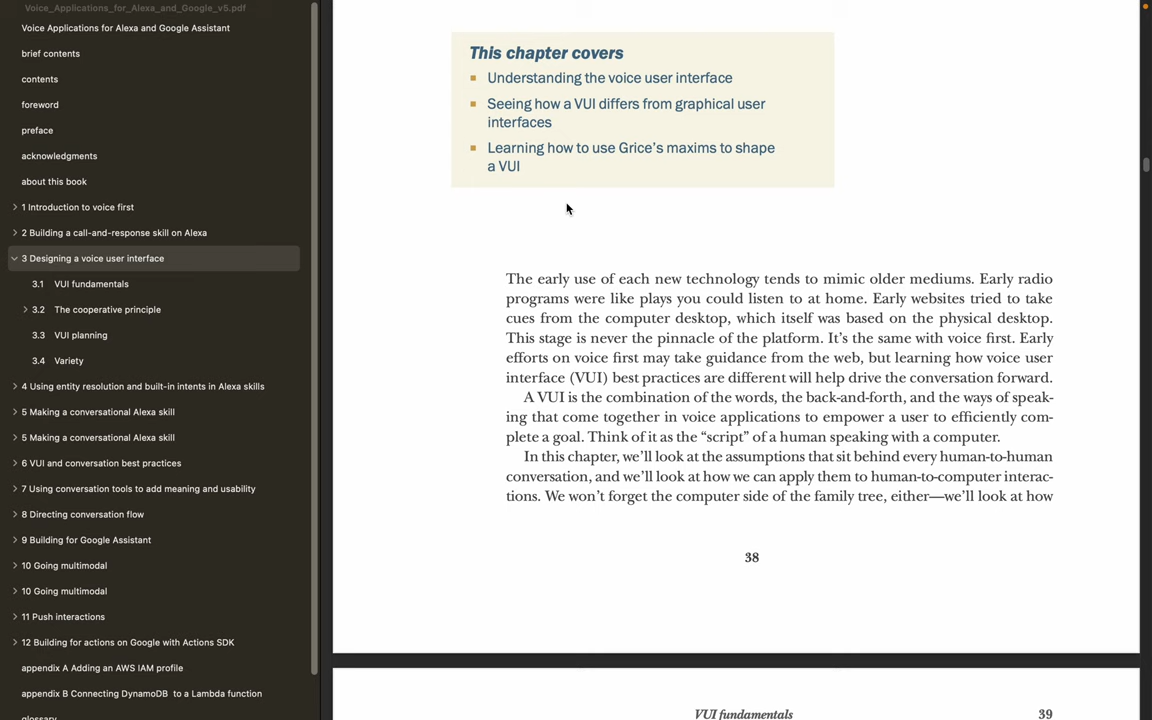 Voice_Applications_for_Alexa_and_Google_v5.pdf
Voice Applications for Alexa and Google Assistant
brief contents
contents
foreword
preface
acknowledgments
about this book
1 Introduction to voice first
2 Building a call-and-response skill on Alexa
3 Designing a voice user interface
3.1 VUI fundamentals
3.2 The cooperative principle
3.3 VUI planning
3.4 Variety
4 Using entity resolution and built-in intents in Alexa skills
5 Making a conversational Alexa skill
5 Making a conversational Alexa skill
6 VUI and conversation best practices
7 Using conversation tools to add meaning and usability
8 Directing conversation flow
9 Building for Google Assistant
10 Going multimodal
10 Going multimodal
11 Push interactions
12 Building for actions on Google with Actions SDK
appendix A Adding an AWS IAM profile
appendix B Connecting DynamoDB to a Lambda function
glossary
This chapter covers
Understanding the voice user interface
Seeing how a VUI differs from graphical user
interfaces
Learning how to use Grice's maxims to shape
a VUI
The early use of each new technology tends to mimic older mediums. Early radio
programs were like plays you could listen to at home. Early websites tried to take
cues from the computer desktop, which itself was based on the physical desktop.
This stage is never the pinnacle of the platform. It's the same with voice first. Early
efforts on voice first may take guidance from the web, but learning how voice user
interface (VUI) best practices are different will help drive the conversation forward.
A VUI is the combination of the words, the back-and-forth, and the ways of speak-
ing that come together in voice applications to empower a user to efficiently com-
plete a goal. Think of it as the “script” of a human speaking with a computer.
In this chapter, we'll look at the assumptions that sit behind every human-to-human
conversation, and we'll look at how we can apply them to human-to-computer interac-
tions. We won't forget the computer side of the family tree, either—we'll look at how
38
VUI fundamentals 39